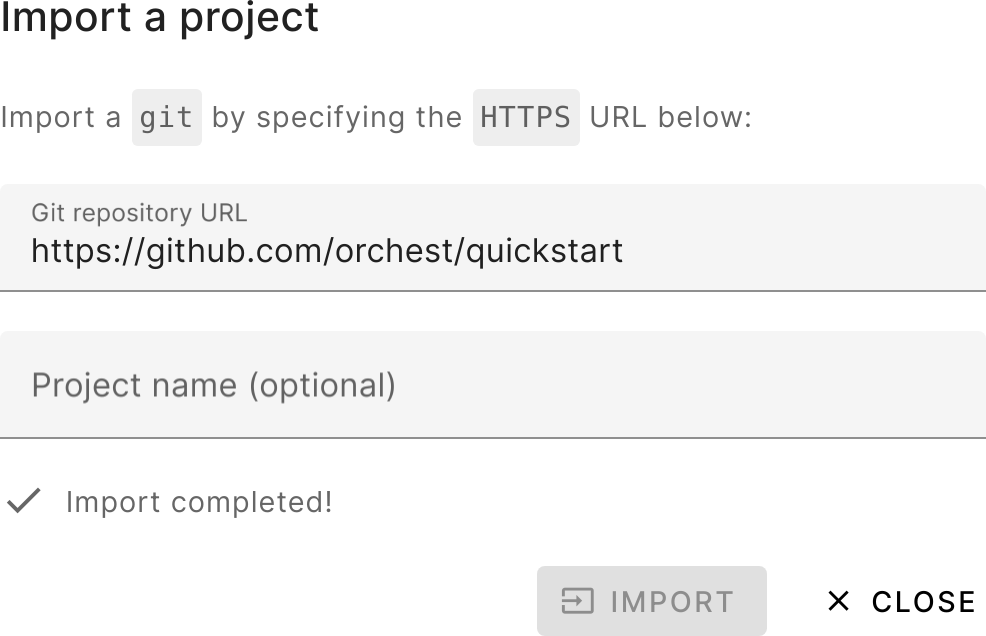 Import a project
Import a git by specifying the HTTPS URL below:
Git repository URL
https://github.com/orchest/quickstart
Project name (optional)
Import completed!
IMPORT
CLOSE